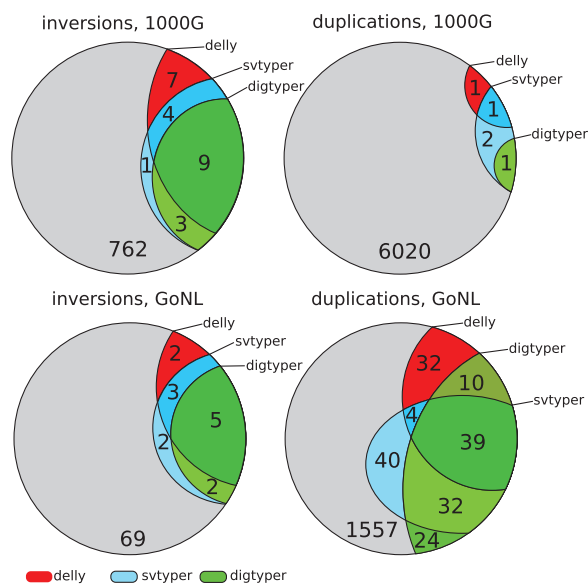 inversions, 1000G
delly
svtyper
digtyper
7
4
1
9
3
762
duplications, 1000G
delly
svtyper
digtyper
1
1
2
1
6020
inversions, GoNL
delly
svtyper
digtyper
2
3
5
2
2
69
duplications, GoNL
delly
digtyper
svtyper
32
10
4
39
40
32
24
1557
delly svtyper digtyper